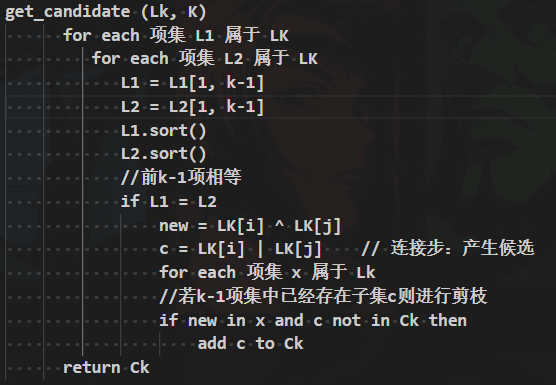 get_candidate (Lk, K)
for each 项集 L1 属于 LK
for each 项集 L2 属于 LK
L1 = L1[1, k-1]
L2 = L2[1, k-1]
L1.sort()
L2.sort()
//前k-1项相等
if L1 = L2
new = LK[i] ^ LK[j]
c = LK[i] | LK[j] // 连接步：产生候选
for each 项集 x 属于 Lk
//若k-1项集中已经存在子集c则进行剪枝
if new in x and c not in Ck then
add c to Ck
return Ck